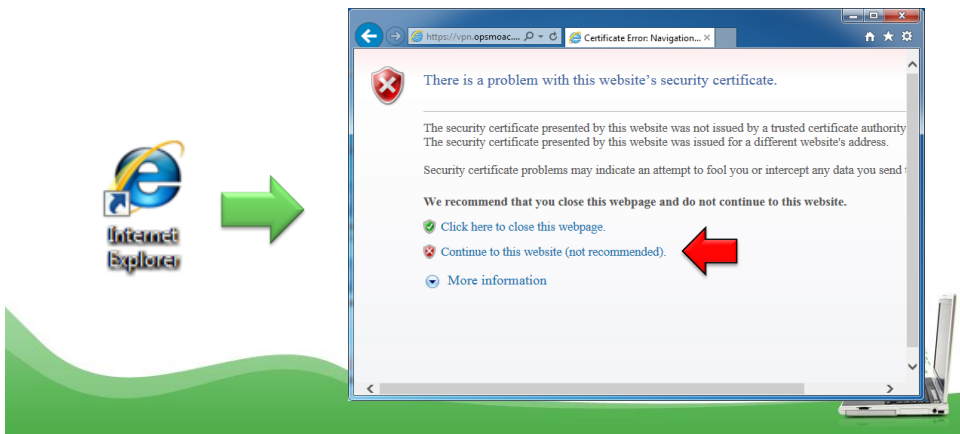 https://vpn.opsmoac....
Certificate Error: Navigation...
There is a problem with this website's security certificate.
The security certificate presented by this website was not issued by a trusted certificate authority
The security certificate presented by this website was issued for a different website's address.
Security certificate problems may indicate an attempt to fool you or intercept any data you send
We recommend that you close this webpage and do not continue to this website.
Click here to close this webpage.
Continue to this website (not recommended).
More information
Internet
Explorer